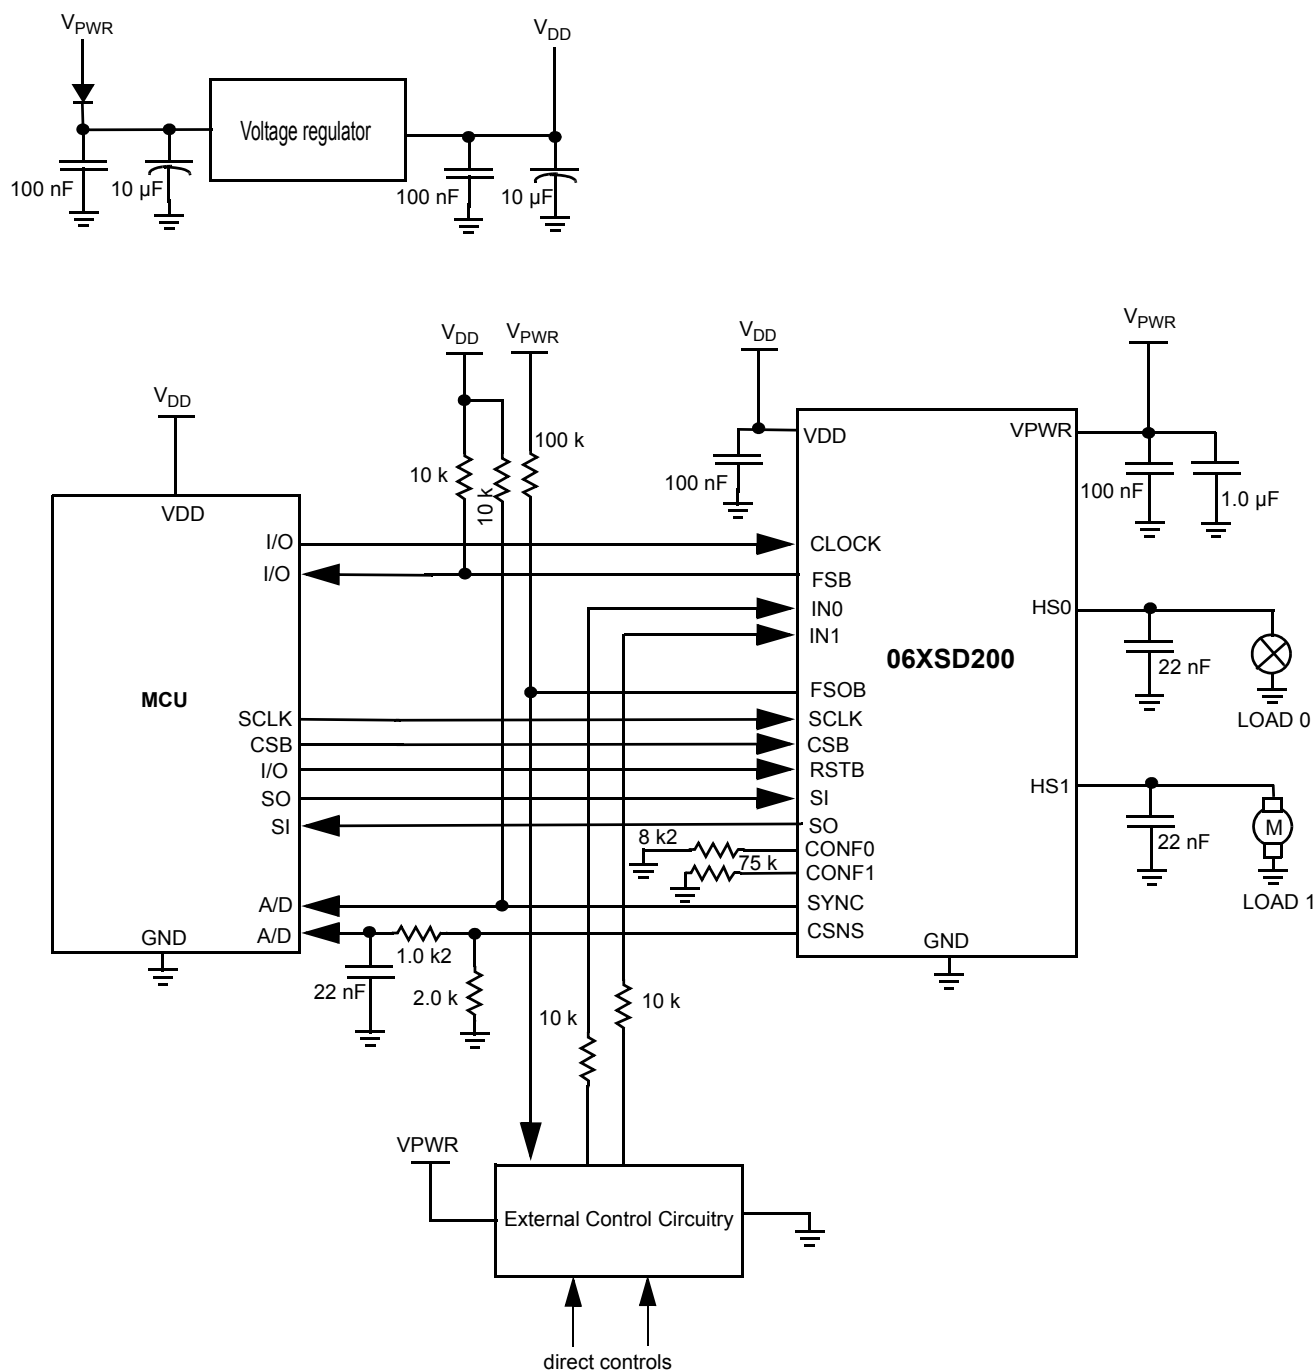 VPWR
VDD
Voltage regulator
100 nF
10 µF
100 nF
10 µF
VDD
VPWR
VDD
VPWR
VDD
10 k
10 k
100 k
100 nF
VDD
VPWR
100 nF
1.0 µF
VDD
I/O
CLOCK
I/O
FSB
IN0
HS0
IN1
06XSD200
22 nF
MCU
FSOB
LOAD 0
SCLK
SCLK
CSB
CSB
I/O
RSTB
HS1
SO
SI
SI
SO
8 k2
CONF0
22 nF
M
75 k
CONF1
A/D
SYNC
LOAD 1
A/D
CSNS
GND
GND
1.0 k2
22 nF
2.0 k
10 k
10 k
VPWR
External Control Circuitry
direct controls